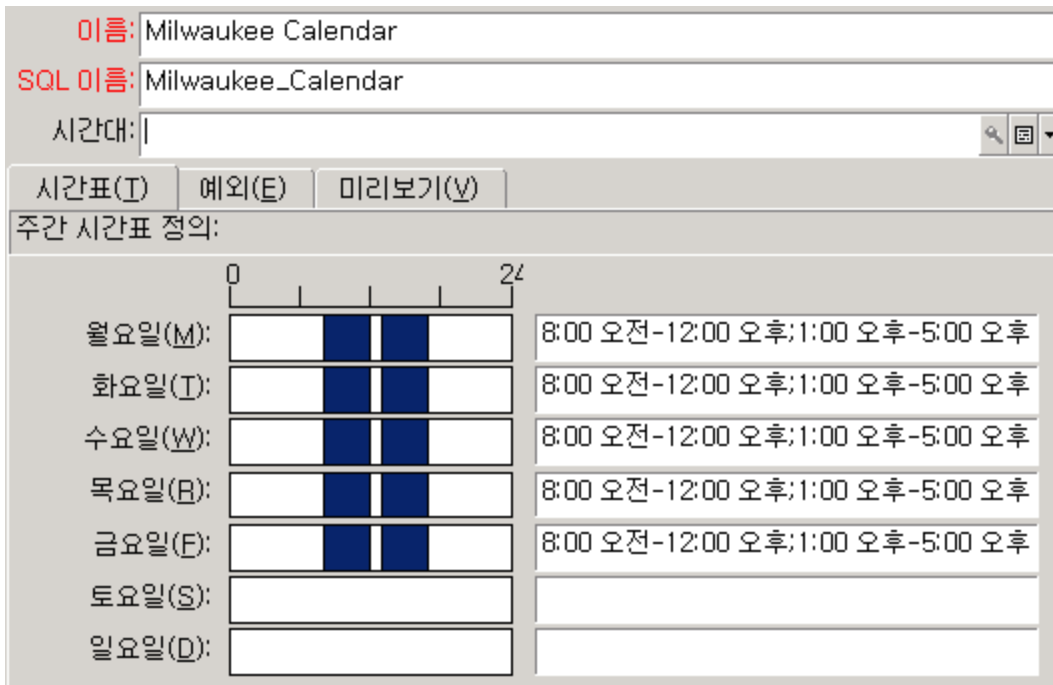 이름: Milwaukee Calendar
SQL 이름: Milwaukee_Calendar
시간대:
시간표(T) 예외(E) 미리보기(V)
주간 시간표 정의:
0 24
월요일(M): 8:00 오전-12:00 오후;1:00 오후-5:00 오후
화요일(T): 8:00 오전-12:00 오후;1:00 오후-5:00 오후
수요일(W): 8:00 오전-12:00 오후;1:00 오후-5:00 오후
목요일(R): 8:00 오전-12:00 오후;1:00 오후-5:00 오후
금요일(F): 8:00 오전-12:00 오후;1:00 오후-5:00 오후
토요일(S):
일요일(D):